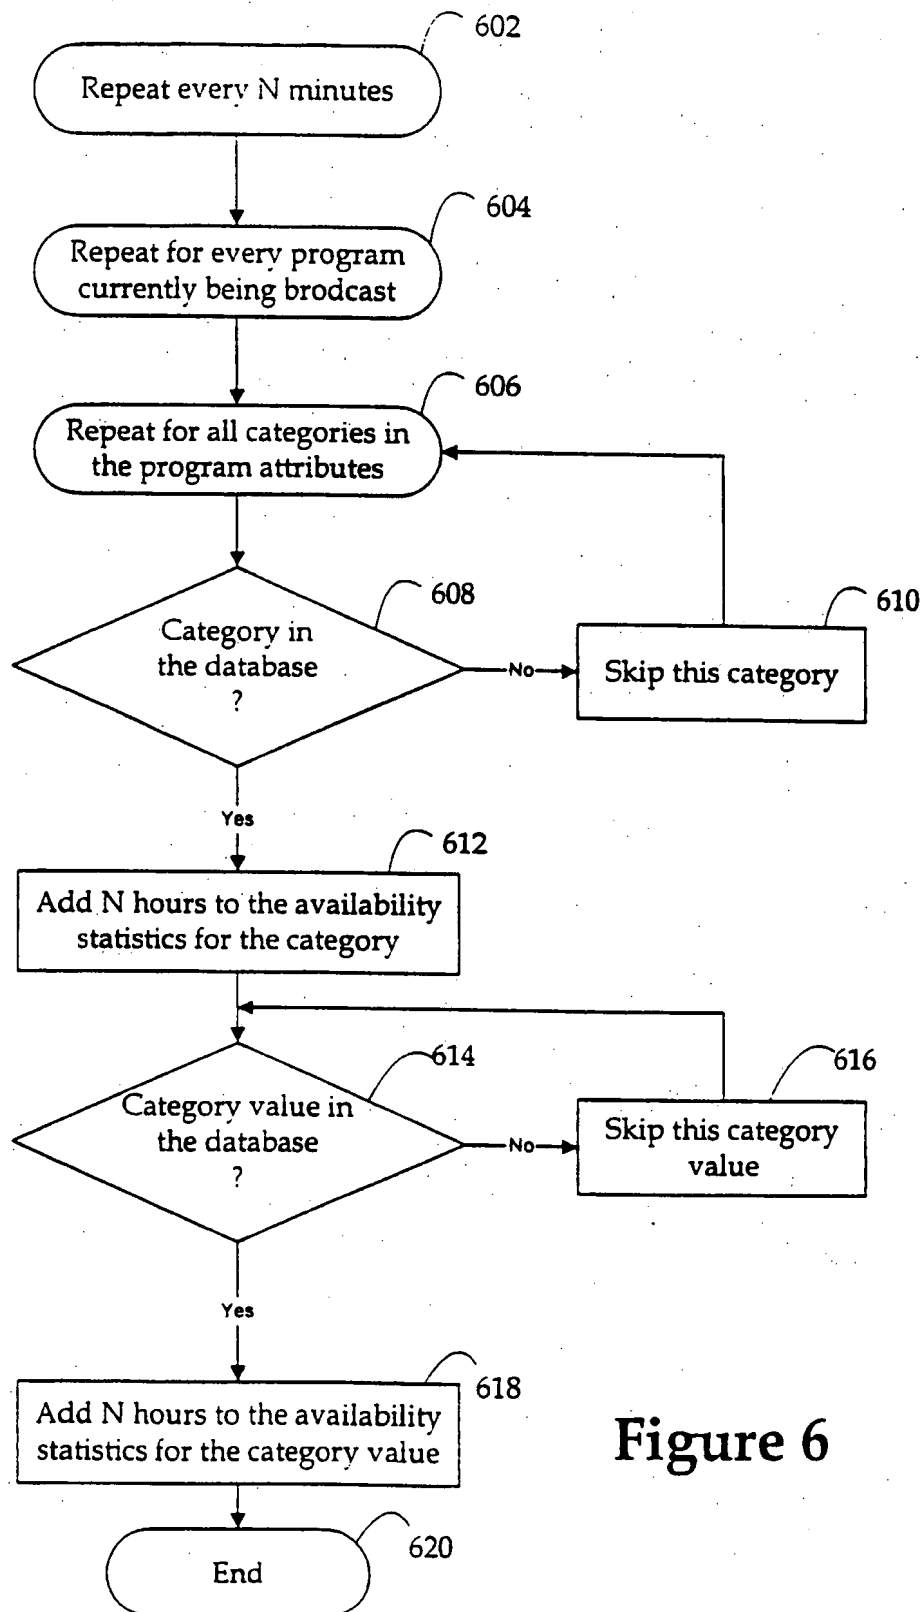 602
Repeat every N minutes
604
Repeat for every program
currently being brodcast
606
Repeat for all categories in
the program attributes
608
Category in
the database
?
No
610
Skip this category
Yes
612
Add N hours to the availability
statistics for the category
614
Category value in
the database
?
No
616
Skip this category
value
Yes
618
Add N hours to the availability
statistics for the category value
Figure 6
620
End